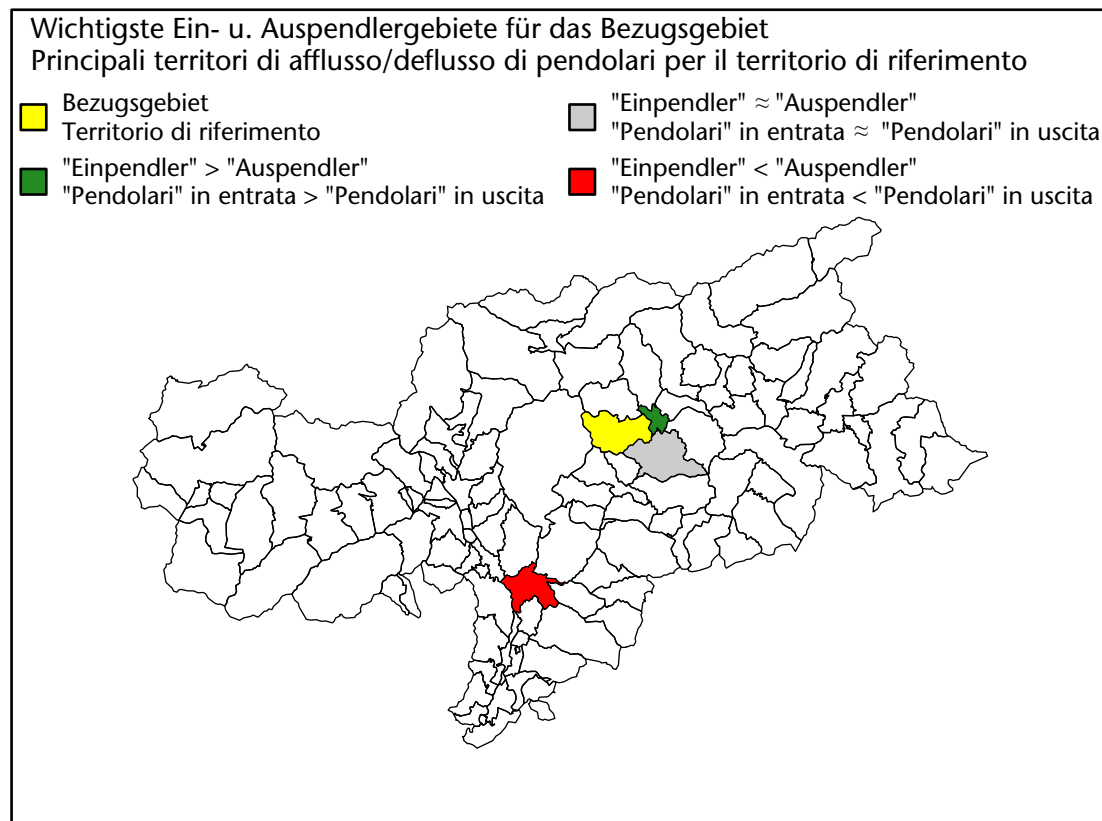 Wichtigste Ein- u. Auspendlergebiete für das Bezugsgebiet
Principali territori di afflusso/deflusso di pendolari per il territorio di riferimento
Bezugsgebiet
Territorio di riferimento
"Einpendler" > "Auspendler"
"Pendolari" in entrata > "Pendolari" in uscita
"Einpendler" ≈ "Auspendler"
"Pendolari" in entrata ≈ "Pendolari" in uscita
"Einpendler" < "Auspendler"
"Pendolari" in entrata < "Pendolari" in uscita